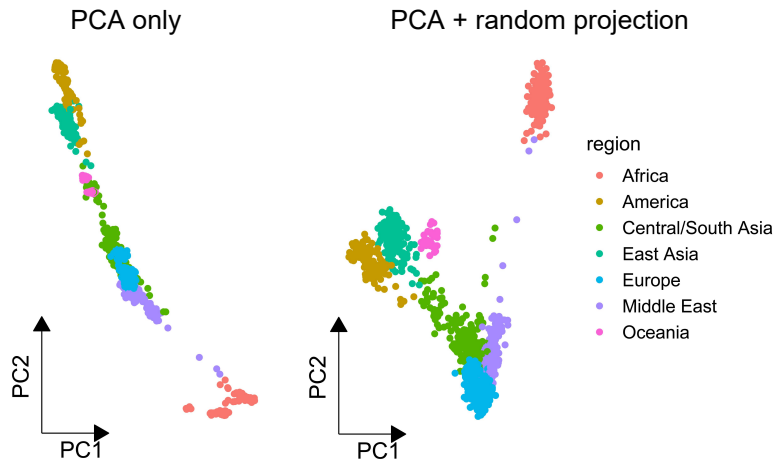 PCA only
PCA + random projection
PC2
PC1
PC2
PC1
region
Africa
America
Central/South Asia
East Asia
Europe
Middle East
Oceania